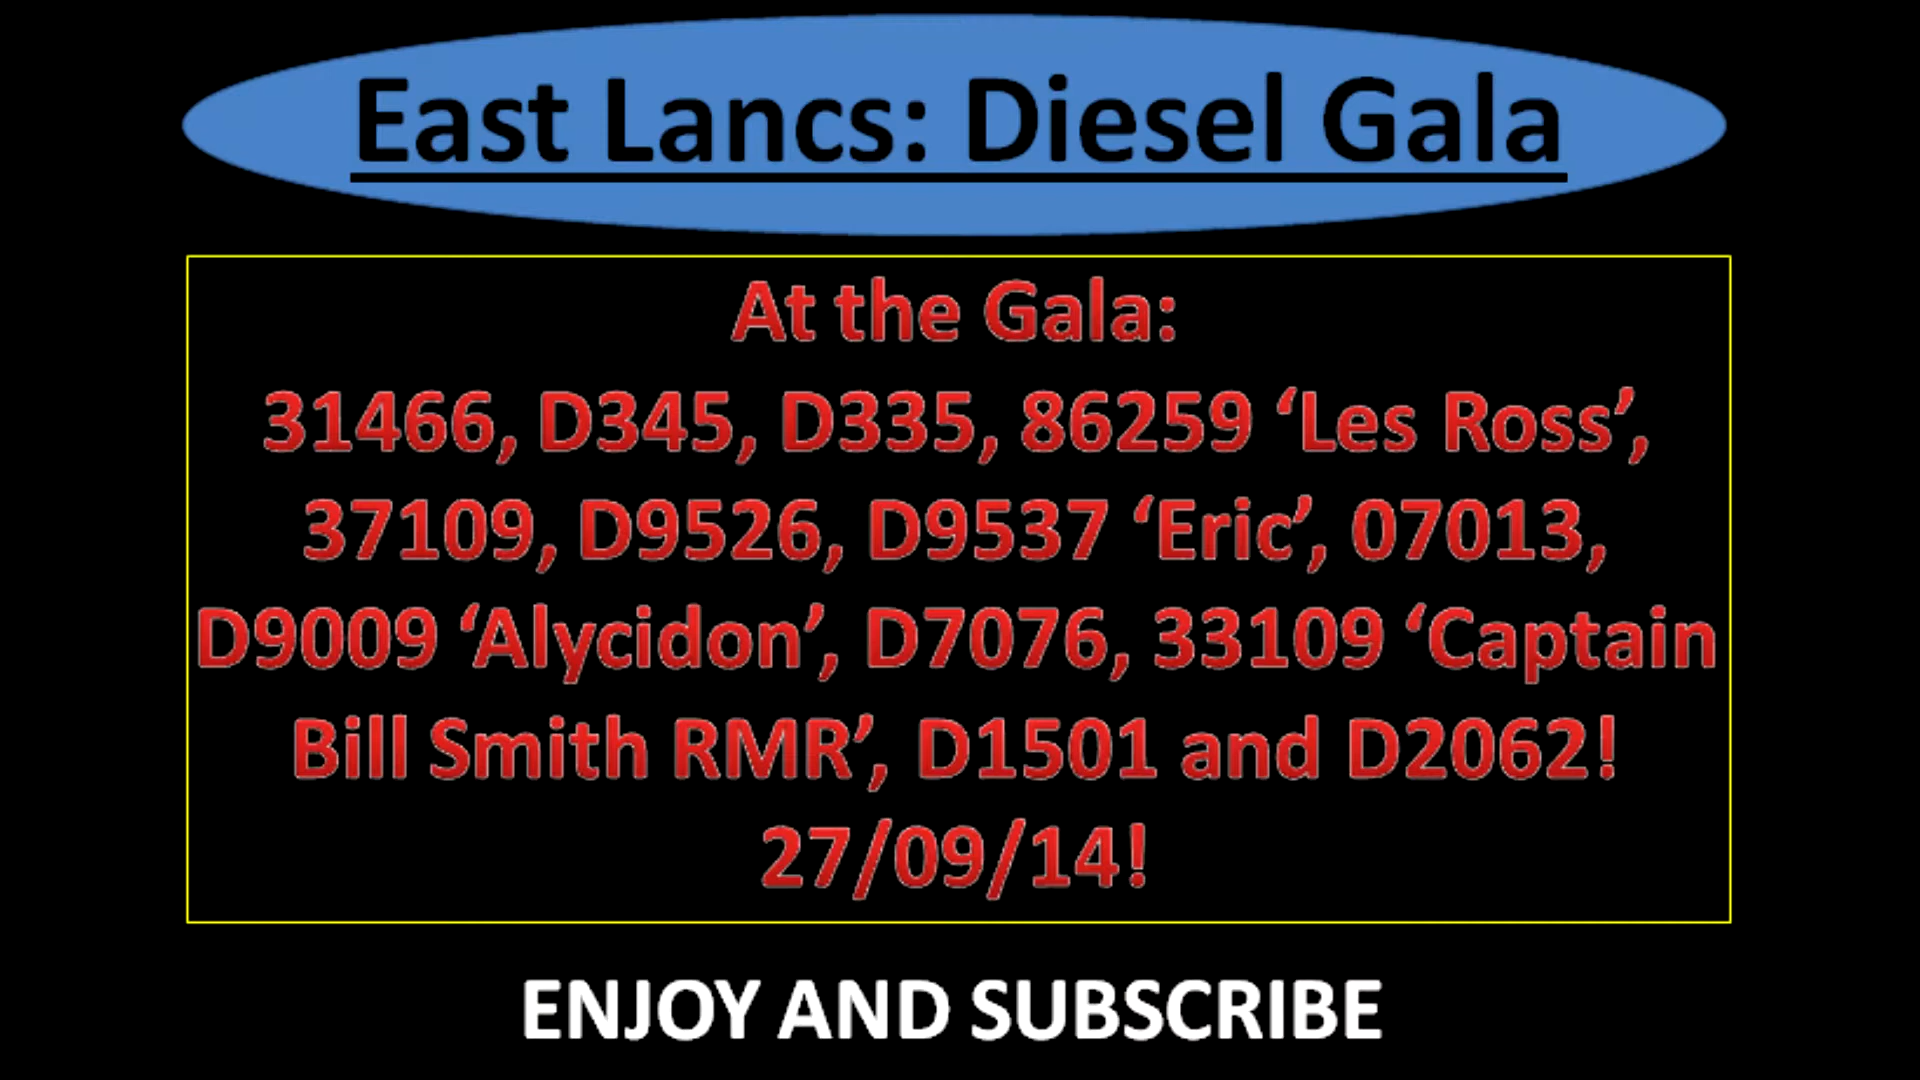 East Lancs: Diesel Gala
At the Gala:
31466, D345, D335, 86259 ‘Les Ross’,
37109, D9526, D9537 ‘Eric’, 07013,
D9009 ‘Alycidon’, D7076, 33109 ‘Captain
Bill Smith RMR’, D1501 and D2062!
27/09/14!
ENJOY AND SUBSCRIBE